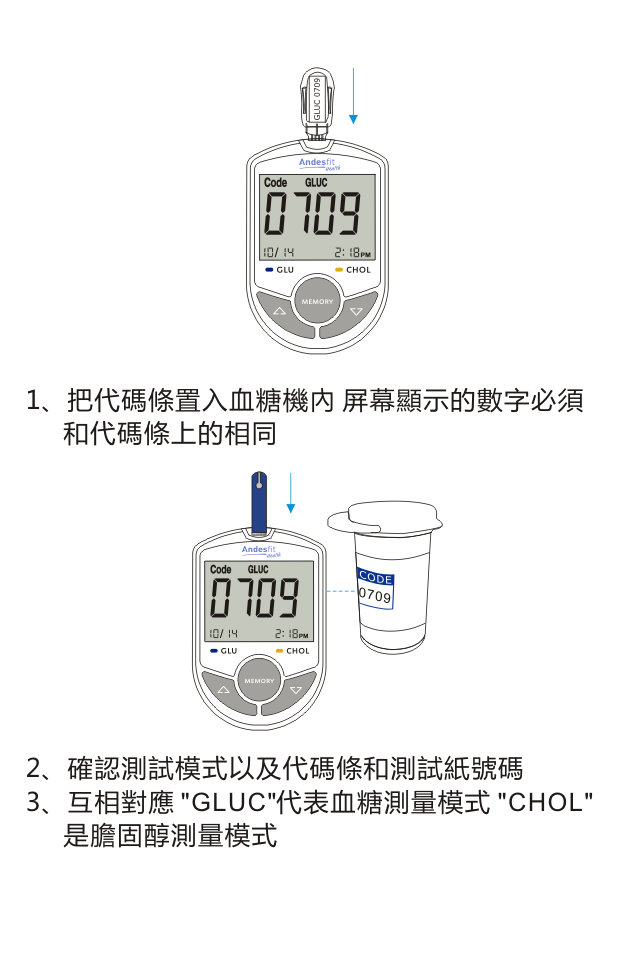 GLUC 0709
Andesfit
Health
Code GLUC
0709
10/14 2:18PM
GLU CHOL
MEMORY
1、把代碼條置入血糖機內 屏幕顯示的數字必須
和代碼條上的相同
Andesfit
Health
Code GLUC
0709
10/14 2:18PM
GLU CHOL
MEMORY
CODE
0709
2、確認測試模式以及代碼條和測試紙號碼
3、互相對應 "GLUC"代表血糖測量模式 "CHOL"
是膽固醇測量模式